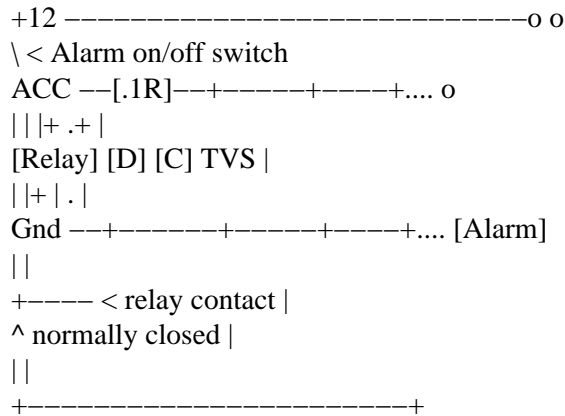 +12 −−−−−−−−−−−−−−−−−−−−−−−−−−−−o o
\ < Alarm on/off switch
ACC −−[.1R]−−+−−−−−+−−−−+.... o
| | |+ .+ |
[Relay] [D] [C] TVS |
| |+ | . |
Gnd −−+−−−−−−+−−−−−+−−−−+.... [Alarm]
| |
+−−−− < relay contact |
^ normally closed |
| |
+−−−−−−−−−−−−−−−−−−−−−−−+